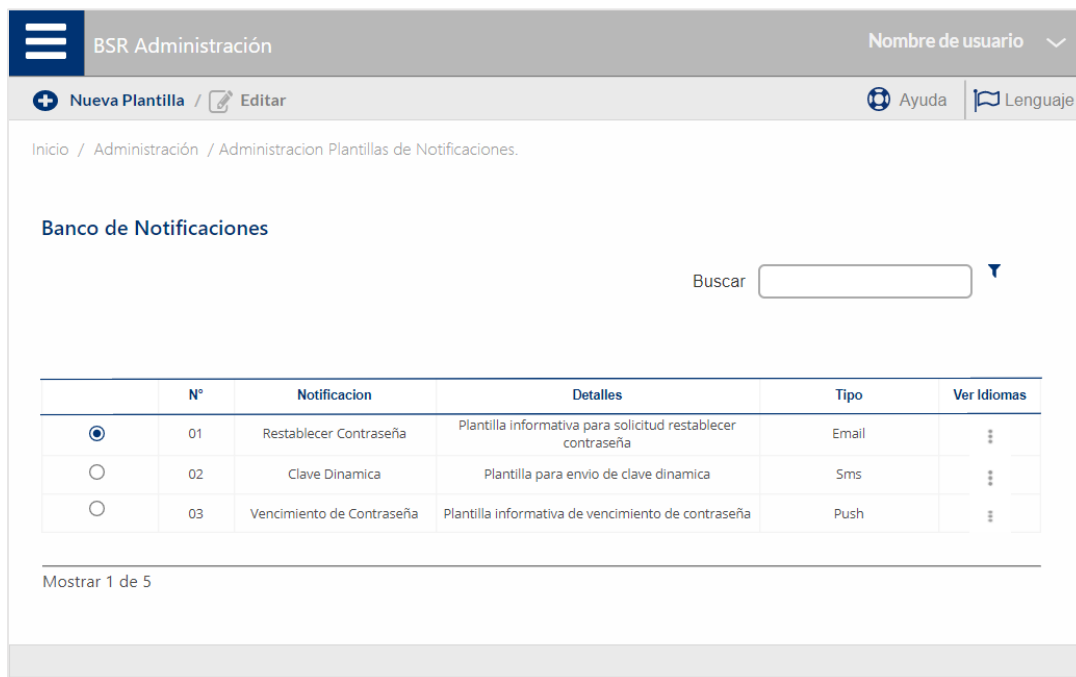 BSR Administración
Nombre de usuario
Nueva Plantilla / Editar
Ayuda
Lenguaje
Inicio / Administración / Administracion Plantillas de Notificaciones.
Banco de Notificaciones
Buscar
N° Notificacion Detalles Tipo Ver Idiomas
01 Restablecer Contraseña Plantilla informativa para solicitud restablecer
contraseña Email
02 Clave Dinamica Plantilla para envio de clave dinamica Sms
03 Vencimiento de Contraseña Plantilla informativa de vencimiento de contraseña Push
Mostrar 1 de 5